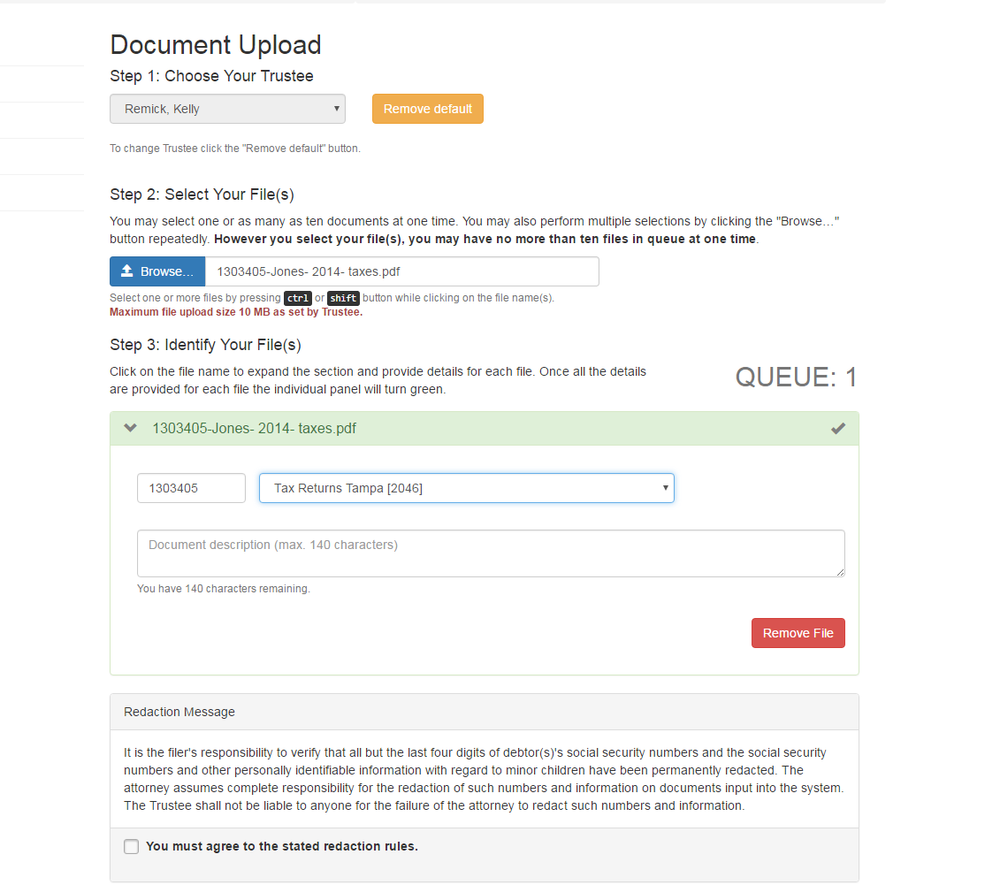 Document Upload
Step 1: Choose Your Trustee
Remick, Kelly
Remove default
To change Trustee click the "Remove default" button.
Step 2: Select Your File(s)
You may select one or as many as ten documents at one time. You may also perform multiple selections by clicking the "Browse…"
button repeatedly. However you select your file(s), you may have no more than ten files in queue at one time.
Browse…
1303405-Jones- 2014- taxes.pdf
Select one or more files by pressing ctrl or shift button while clicking on the file name(s).
Maximum file upload size 10 MB as set by Trustee.
Step 3: Identify Your File(s)
Click on the file name to expand the section and provide details for each file. Once all the details
are provided for each file the individual panel will turn green.
QUEUE: 1
1303405-Jones- 2014- taxes.pdf
1303405
Tax Returns Tampa [2046]
Document description (max. 140 characters)
You have 140 characters remaining.
Remove File
Redaction Message
It is the filer's responsibility to verify that all but the last four digits of debtor(s)'s social security numbers and the social security
numbers and other personally identifiable information with regard to minor children have been permanently redacted. The
attorney assumes complete responsibility for the redaction of such numbers and information on documents input into the system.
The Trustee shall not be liable to anyone for the failure of the attorney to redact such numbers and information.
You must agree to the stated redaction rules.